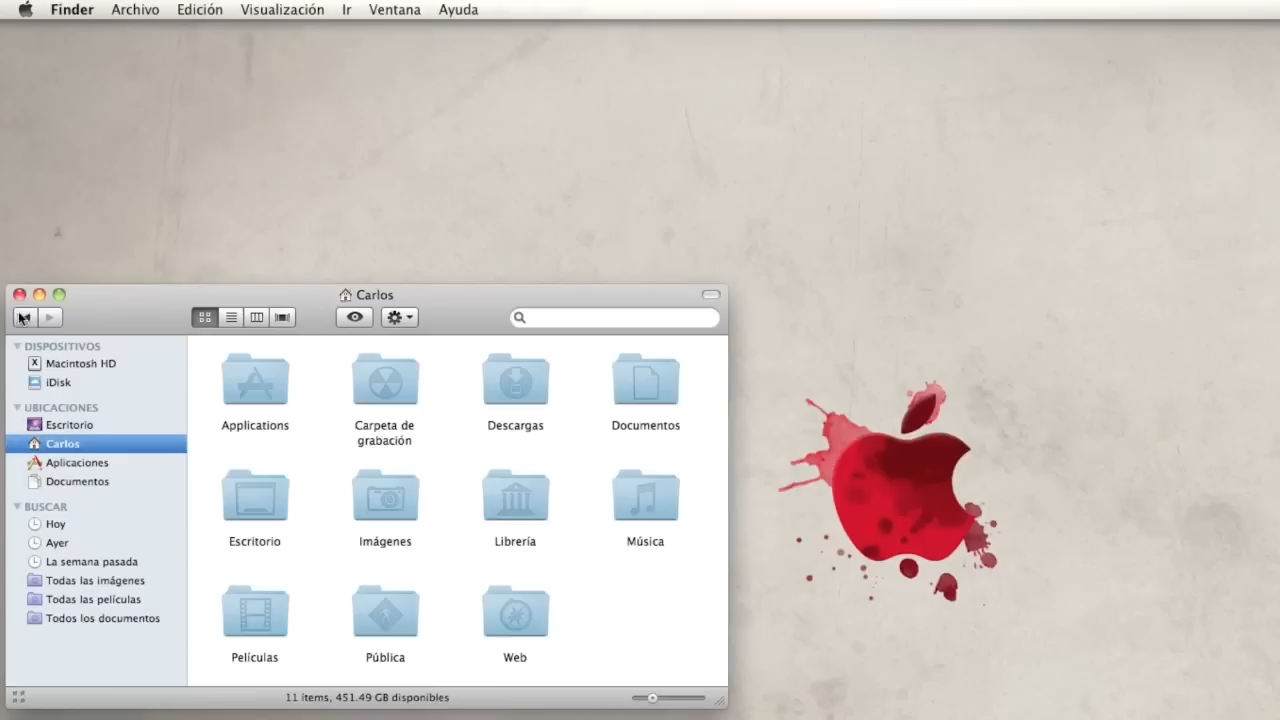 Finder Archivo Edición Visualización Ir Ventana Ayuda
Carlos
DISPOSITIVOS
Macintosh HD
iDisk
UBICACIONES
Escritorio
Carlos
Aplicaciones
Documentos
BUSCAR
Hoy
Ayer
La semana pasada
Todas las imágenes
Todas las películas
Todos los documentos
Applications
Carpeta de
grabación
Descargas
Documentos
Escritorio
Imágenes
Librería
Música
Películas
Pública
Web
11 ítems, 451.49 GB disponibles